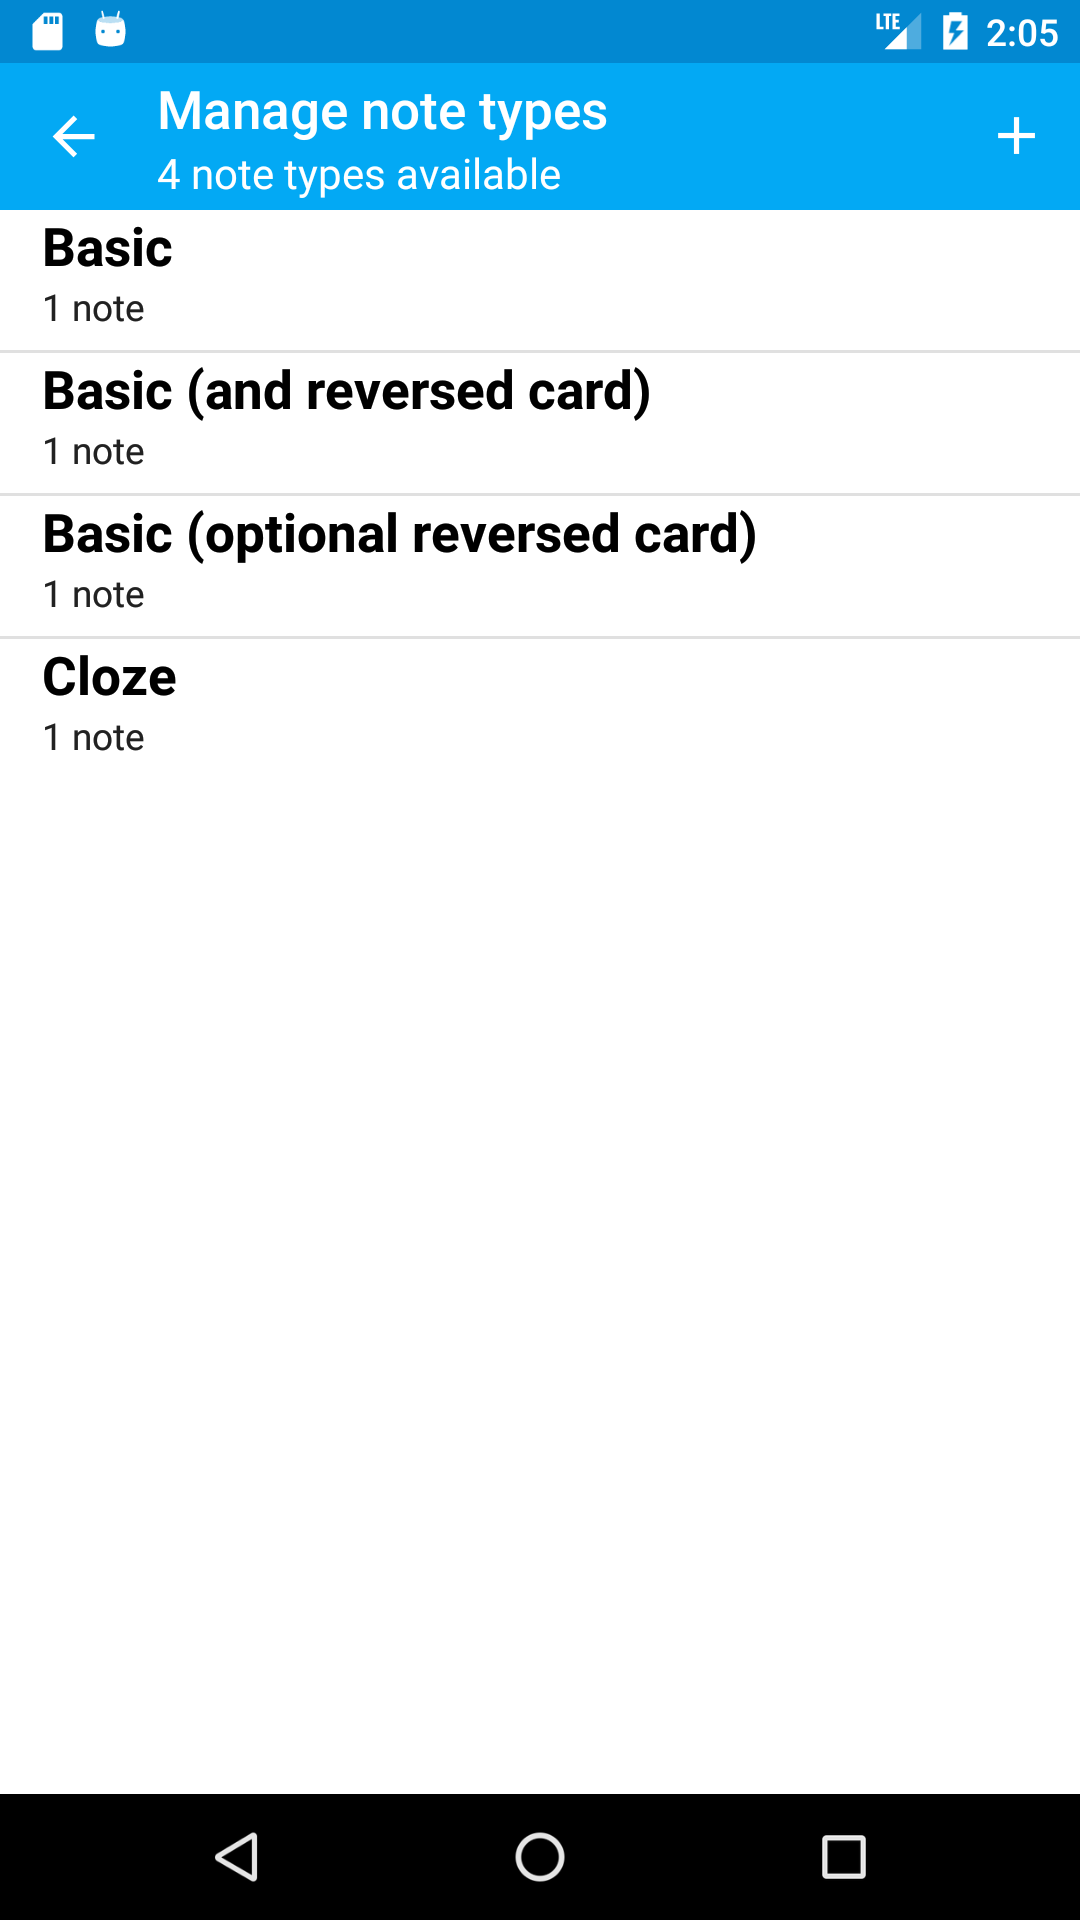 LTE 2:05
Manage note types
4 note types available
Basic
1 note
Basic (and reversed card)
1 note
Basic (optional reversed card)
1 note
Cloze
1 note